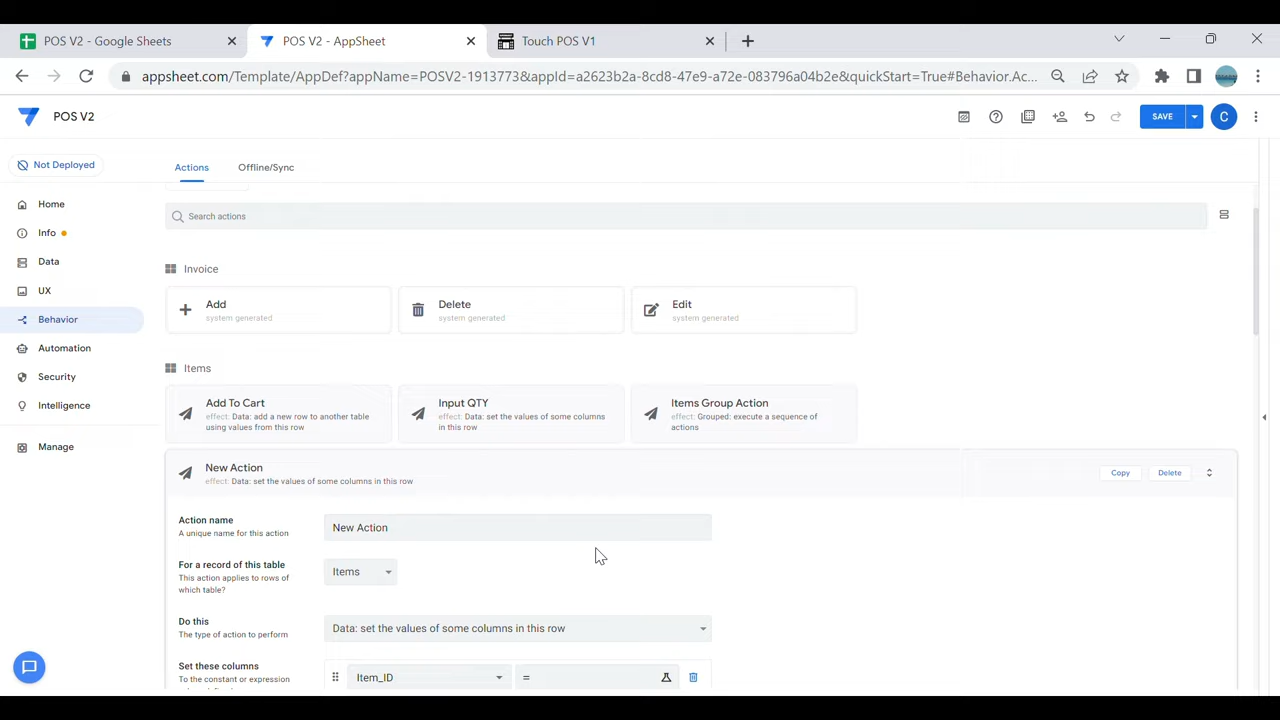 POS V2 - Google Sheets
POS V2 - AppSheet
Touch POS V1
appsheet.com/Template/AppDef?appName=POSV2-1913773&appId=a2623b2a-8cd8-47e9-a72e-083796a04b2e&quickStart=True#Behavior.Ac...
POS V2
SAVE
C
Not Deployed
Actions
Offline/Sync
Home
Info
Data
UX
Behavior
Automation
Security
Intelligence
Manage
Search actions
Invoice
Add
system generated
Delete
system generated
Edit
system generated
Items
Add To Cart
effect: Data: add a new row to another table
using values from this row
Input QTY
effect: Data: set the values of some columns
in this row
Items Group Action
effect: Grouped: execute a sequence of
actions
New Action
effect: Data: set the values of some columns in this row
Copy
Delete
Action name
A unique name for this action
New Action
For a record of this table
This action applies to rows of
which table?
Items
Do this
The type of action to perform
Data: set the values of some columns in this row
Set these columns
To the constant or expression
Item_ID
=